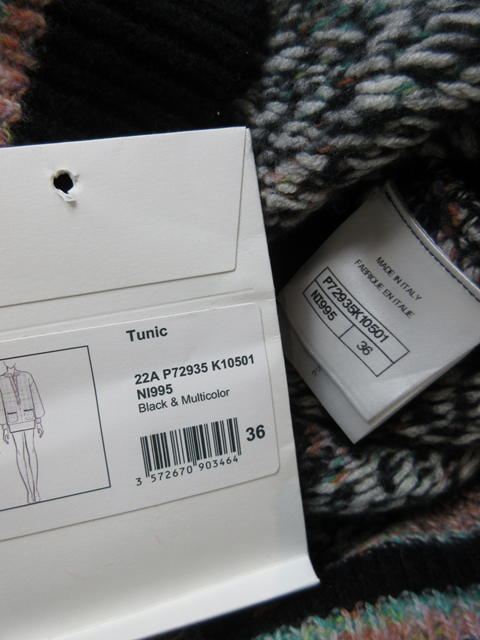 Tunic
22A P72935 K10501
NI995
Black & Multicolor
36
3 572670 903464
MADE IN ITALY
FABRIQUE EN ITALIE
P72935K10501
NI995
36